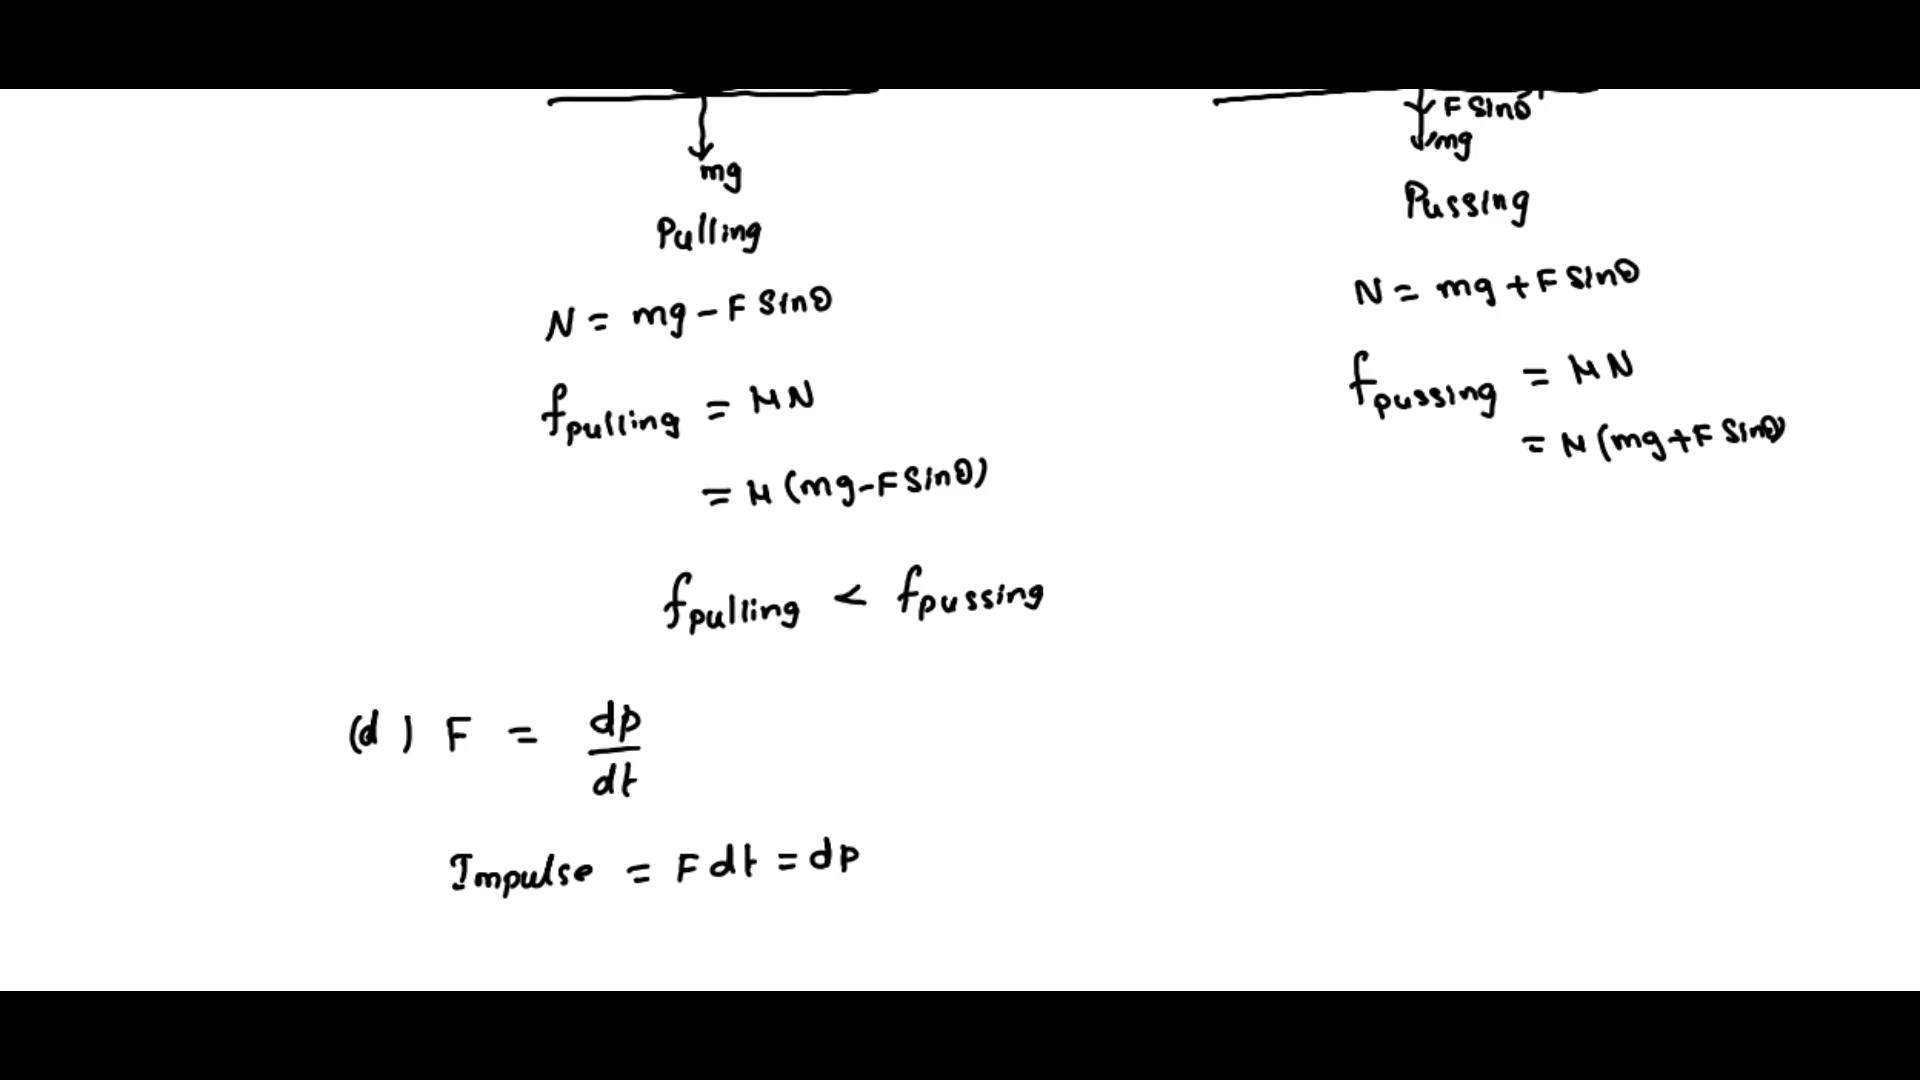 mg
Pulling
N = mg - F Sinθ
fpulling = μN
= μ (mg - F Sinθ)
F Sinθ
mg
Pussing
N = mg + F Sinθ
fpussing = μN
= μ (mg + F Sinθ)
fpulling < fpussing
(d) F = dp/dt
Impulse = F dt = dp